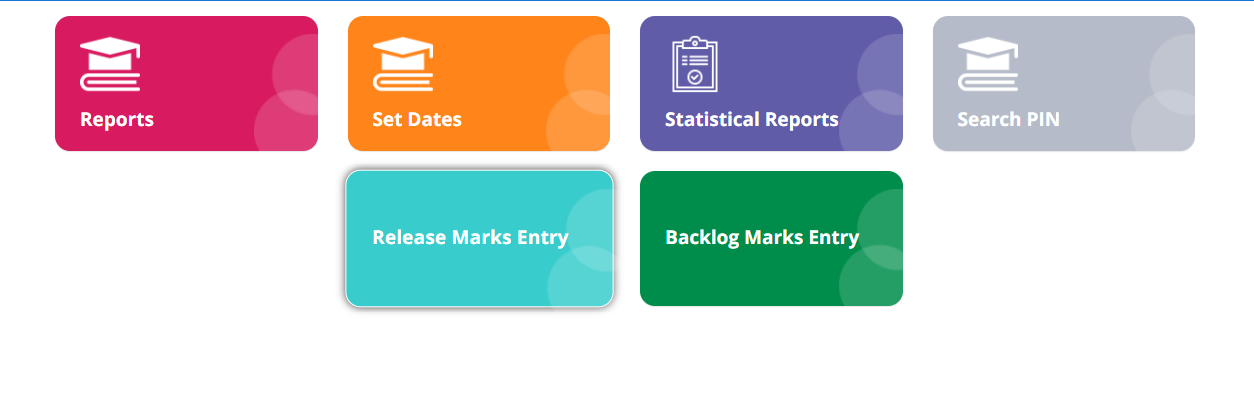 Reports
Set Dates
Statistical Reports
Search PIN
Release Marks Entry
Backlog Marks Entry